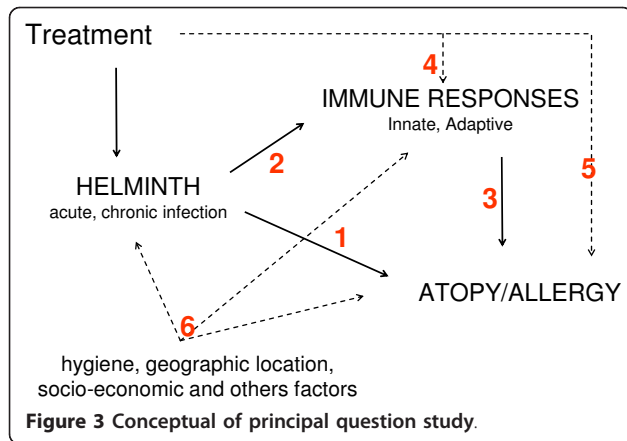 Treatment
4
IMMUNE RESPONSES
Innate, Adaptive
2
5
HELMINTH
acute, chronic infection
3
1
ATOPY/ALLERGY
6
hygiene, geographic location,
socio-economic and others factors
Figure 3 Conceptual of principal question study.